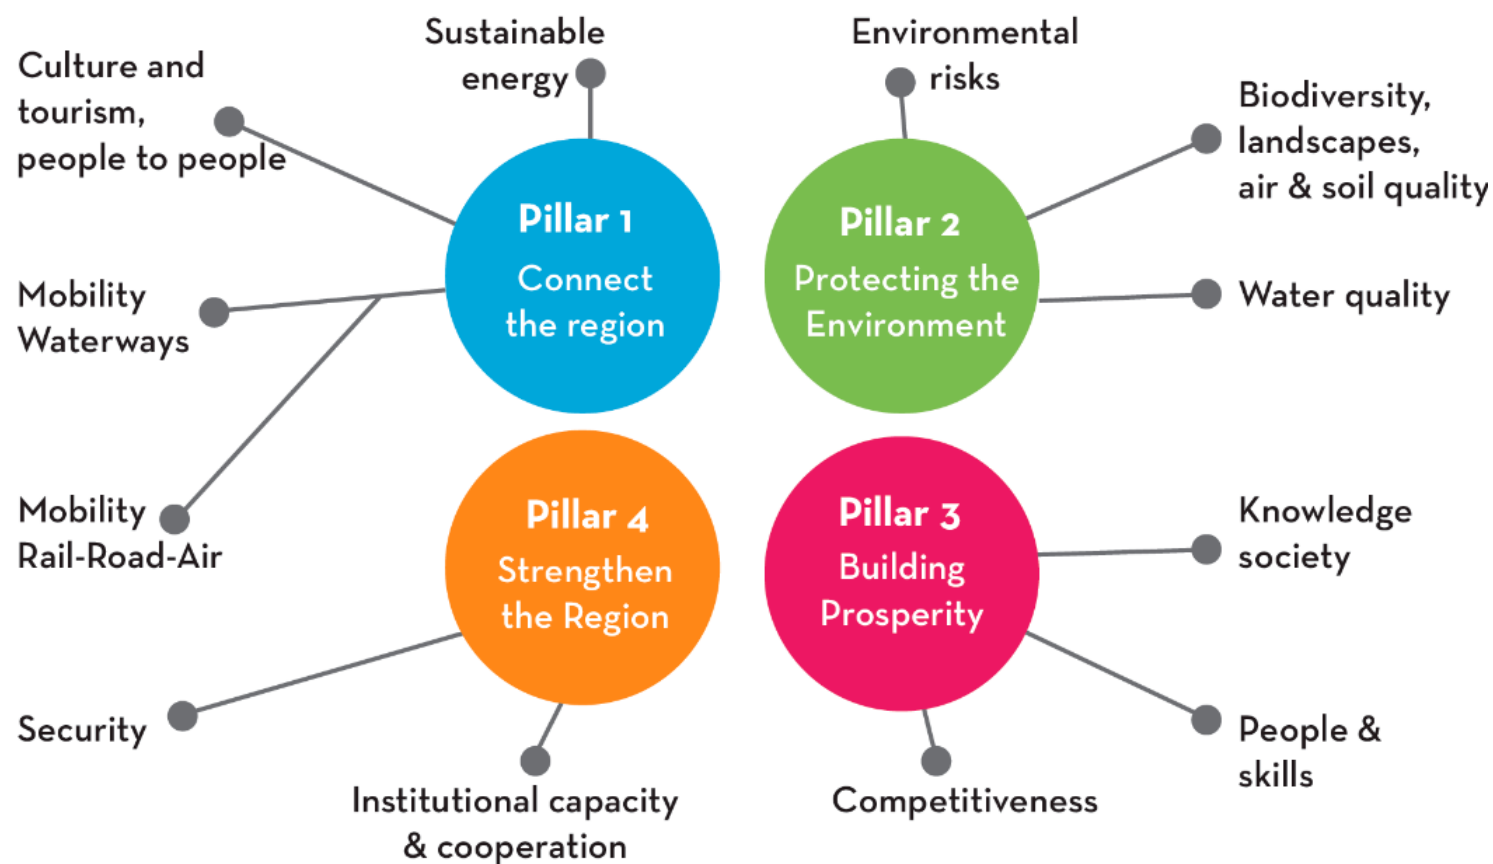 Sustainable
energy
Culture and
tourism,
people to people
Mobility
Waterways
Mobility
Rail-Road-Air
Pillar 1
Connect
the region
Environmental
risks
Biodiversity,
landscapes,
air & soil quality
Water quality
Pillar 2
Protecting the
Environment
Pillar 4
Strengthen
the Region
Security
Institutional capacity
& cooperation
Pillar 3
Building
Prosperity
Knowledge
society
People &
skills
Competitiveness